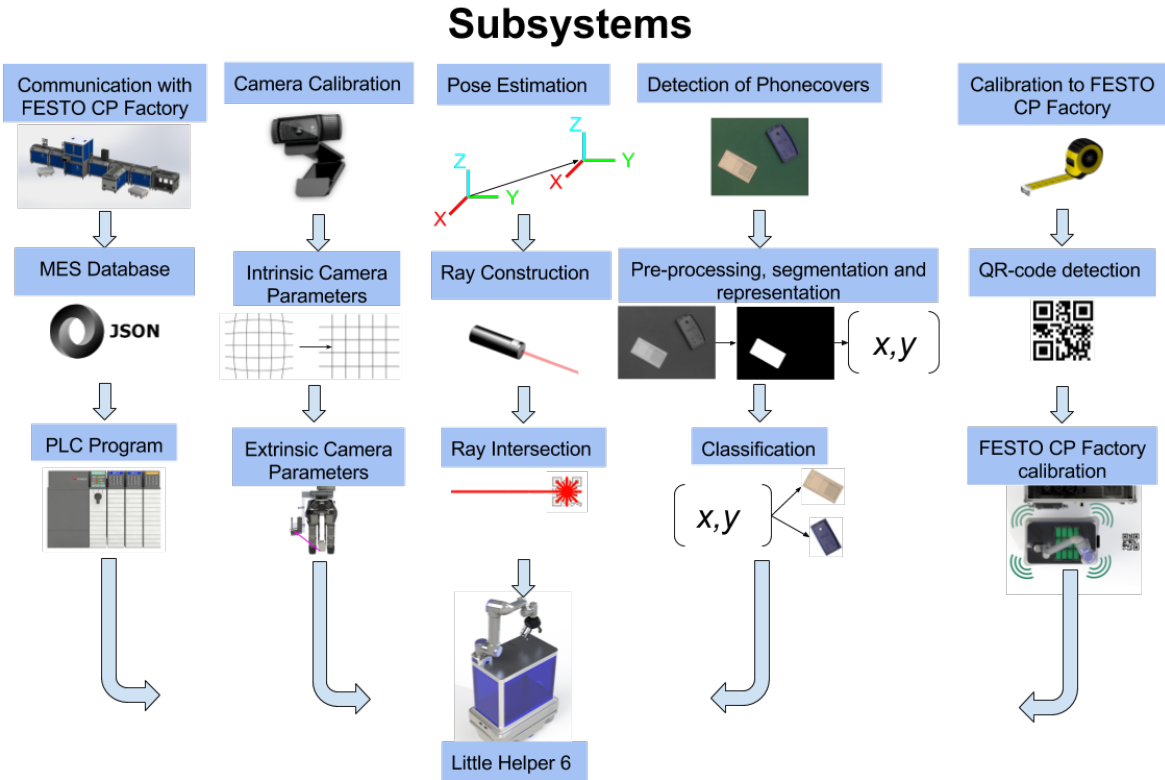 Subsystems
Communication with
FESTO CP Factory
Camera Calibration
Pose Estimation
Detection of Phonecovers
Calibration to FESTO
CP Factory
Z
Y
X
Z
Y
X
MES Database
JSON
Intrinsic Camera
Parameters
Ray Construction
Pre-processing, segmentation and
representation
x,y
QR-code detection
PLC Program
Extrinsic Camera
Parameters
Ray Intersection
Classification
x,y
FESTO CP Factory
calibration
Little Helper 6